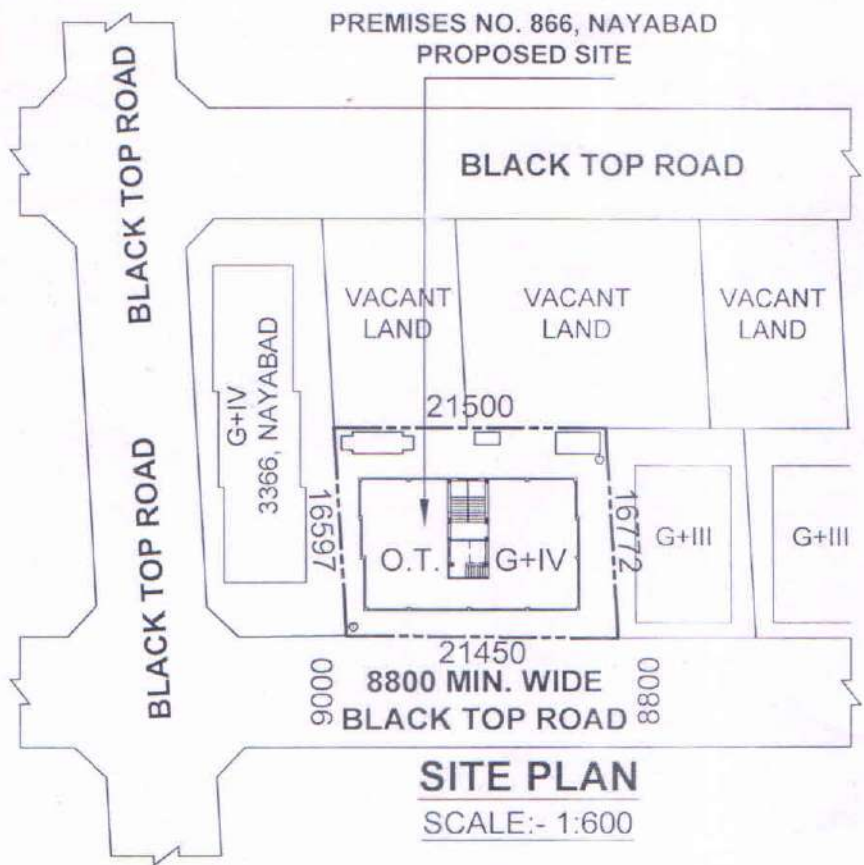 PREMISES NO. 866, NAYABAD
PROPOSED SITE
BLACK TOP ROAD
BLACK TOP ROAD
VACANT
LAND
VACANT
LAND
VACANT
LAND
G+IV
3366, NAYABAD
21500
16597
16772
O.T.
G+IV
G+III
G+III
BLACK TOP ROAD
21450
9000
8800 MIN. WIDE
BLACK TOP ROAD
8800
SITE PLAN
SCALE:- 1:600